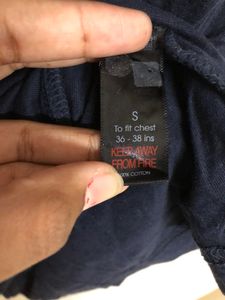 S
To fit chest
36 - 38 ins
KEEP AWAY
FROM FIRE
100% COTTON